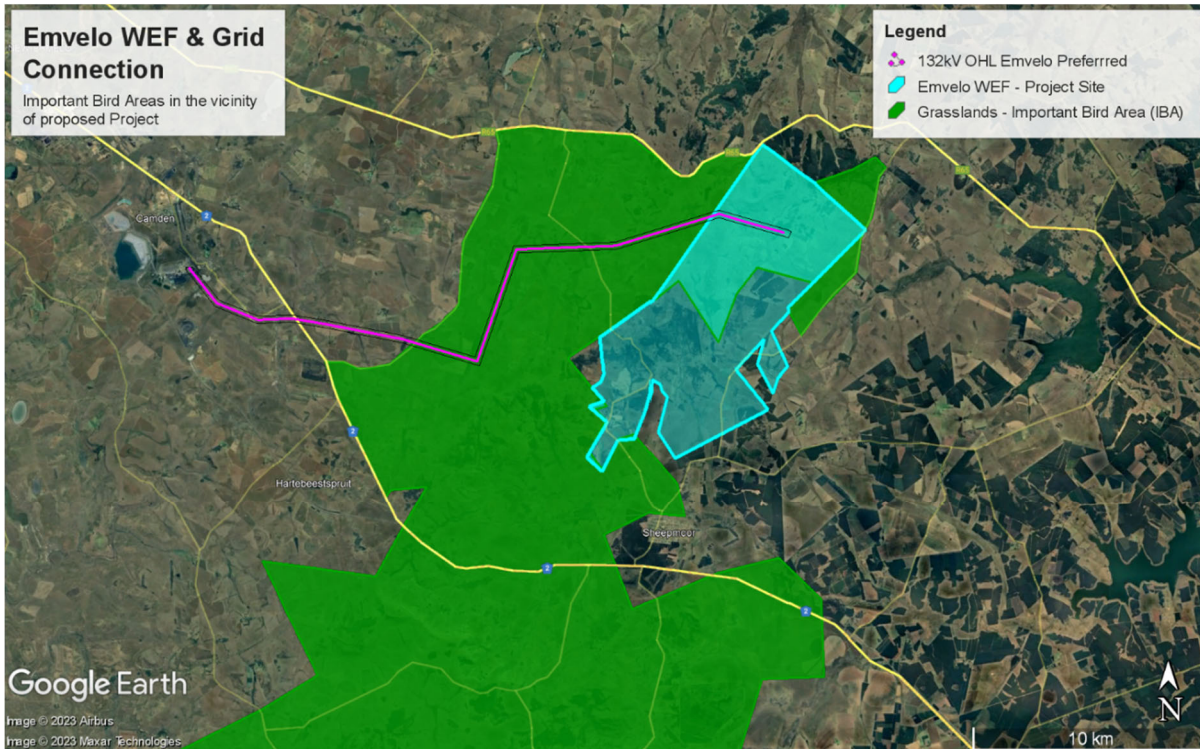 Emvelo WEF & Grid
Connection
Important Bird Areas in the vicinity
of proposed Project
Legend
132kV OHL Emvelo Preferrred
Emvelo WEF - Project Site
Grasslands - Important Bird Area (IBA)
Camden
2
2
Hartebeestspruit
Sheepmoor
2
2
Google Earth
Image © 2023 Airbus
Image © 2023 Maxar Technologies
N
10 km